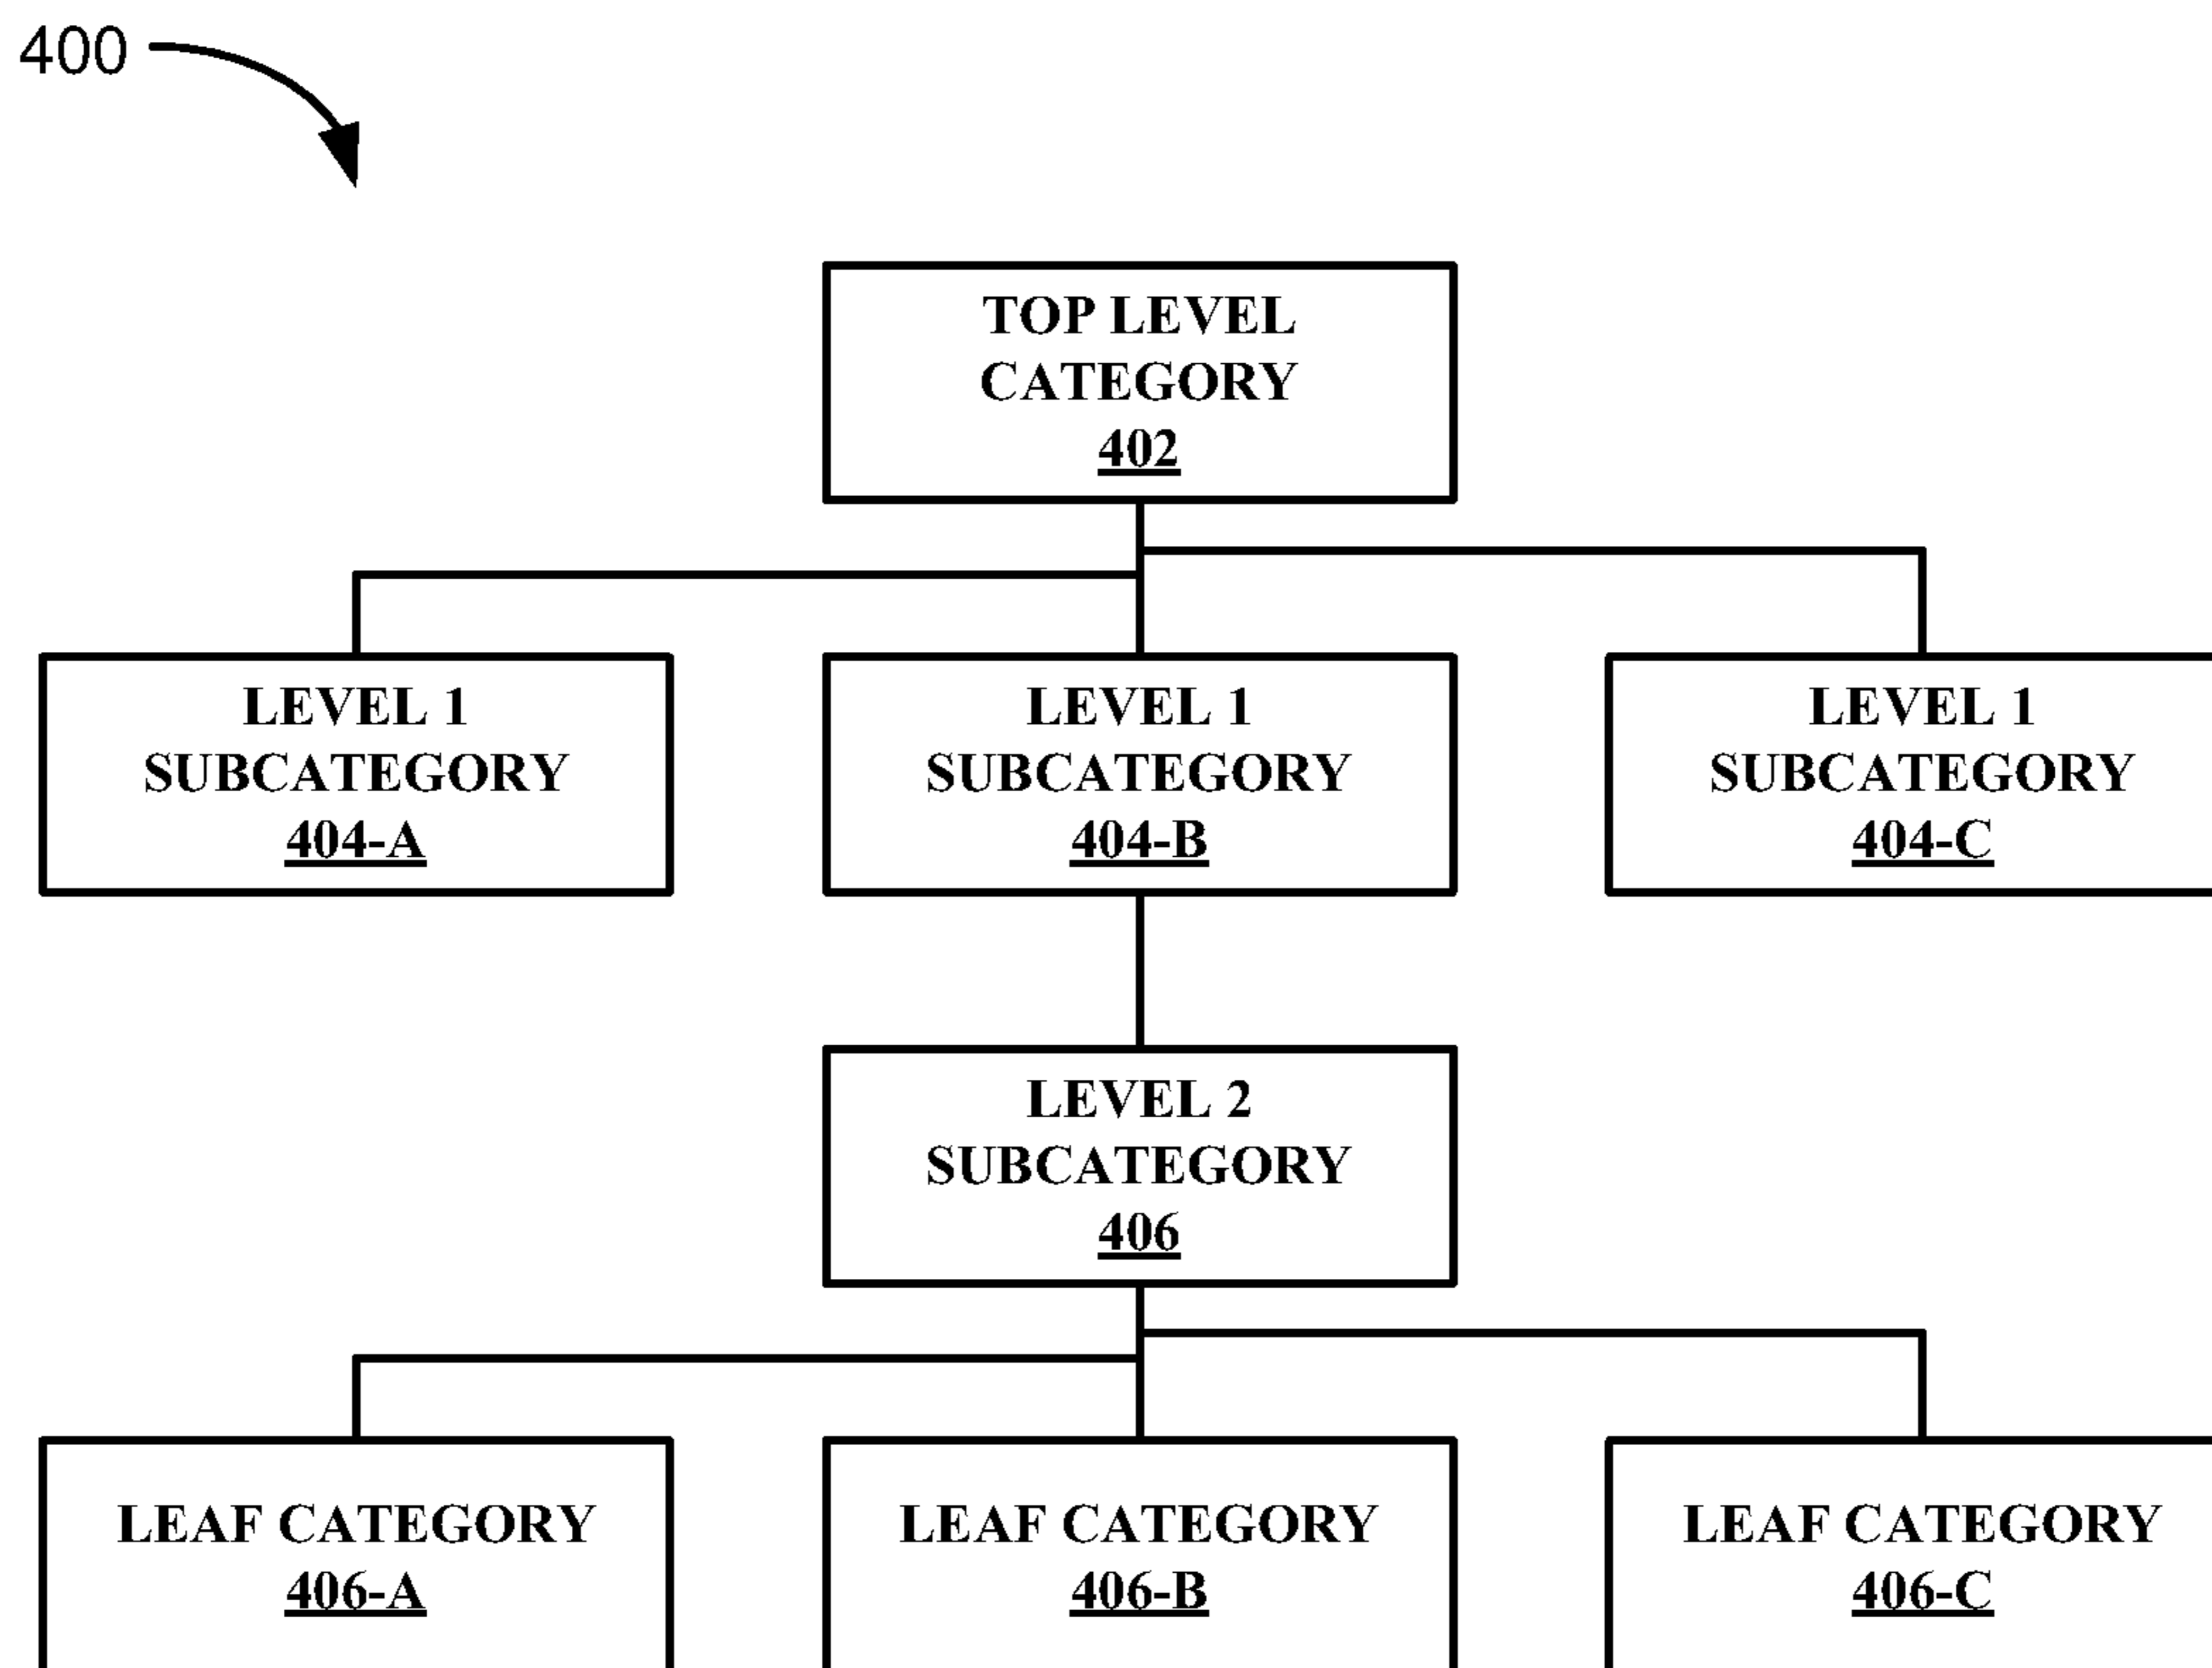 400
TOP LEVEL
CATEGORY
402
LEVEL 1
SUBCATEGORY
404-A
LEVEL 1
SUBCATEGORY
404-B
LEVEL 1
SUBCATEGORY
404-C
LEVEL 2
SUBCATEGORY
406
LEAF CATEGORY
406-A
LEAF CATEGORY
406-B
LEAF CATEGORY
406-C